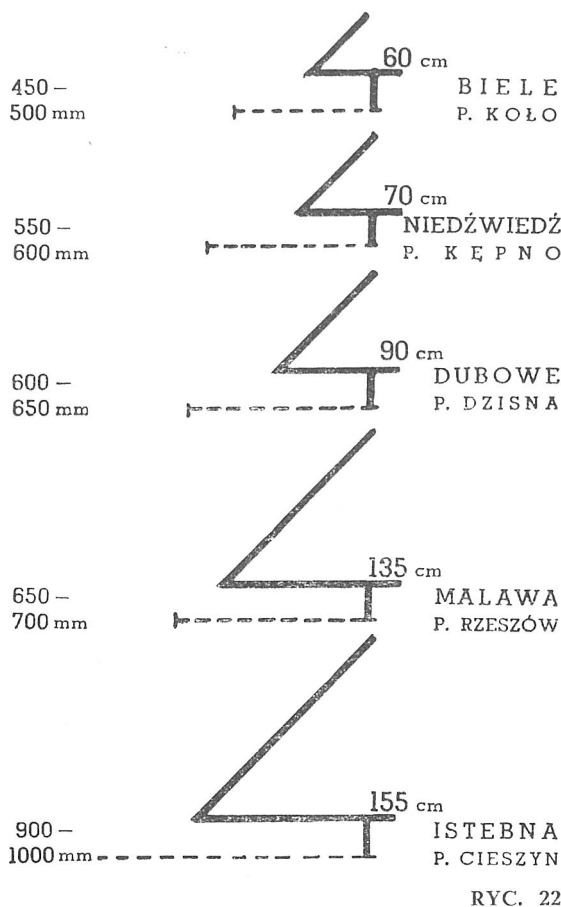 60 cm
450 –
500 mm
BIELE
P. KOŁO
70 cm
550 –
600 mm
NIEDŹWIEDŹ
P. KĘPNO
90 cm
600 –
650 mm
DUBOWE
P. DZISNA
135 cm
650 –
700 mm
MALAWA
P. RZESZÓW
155 cm
900 –
1000 mm
ISTEBNA
P. CIESZYN
RYC. 22